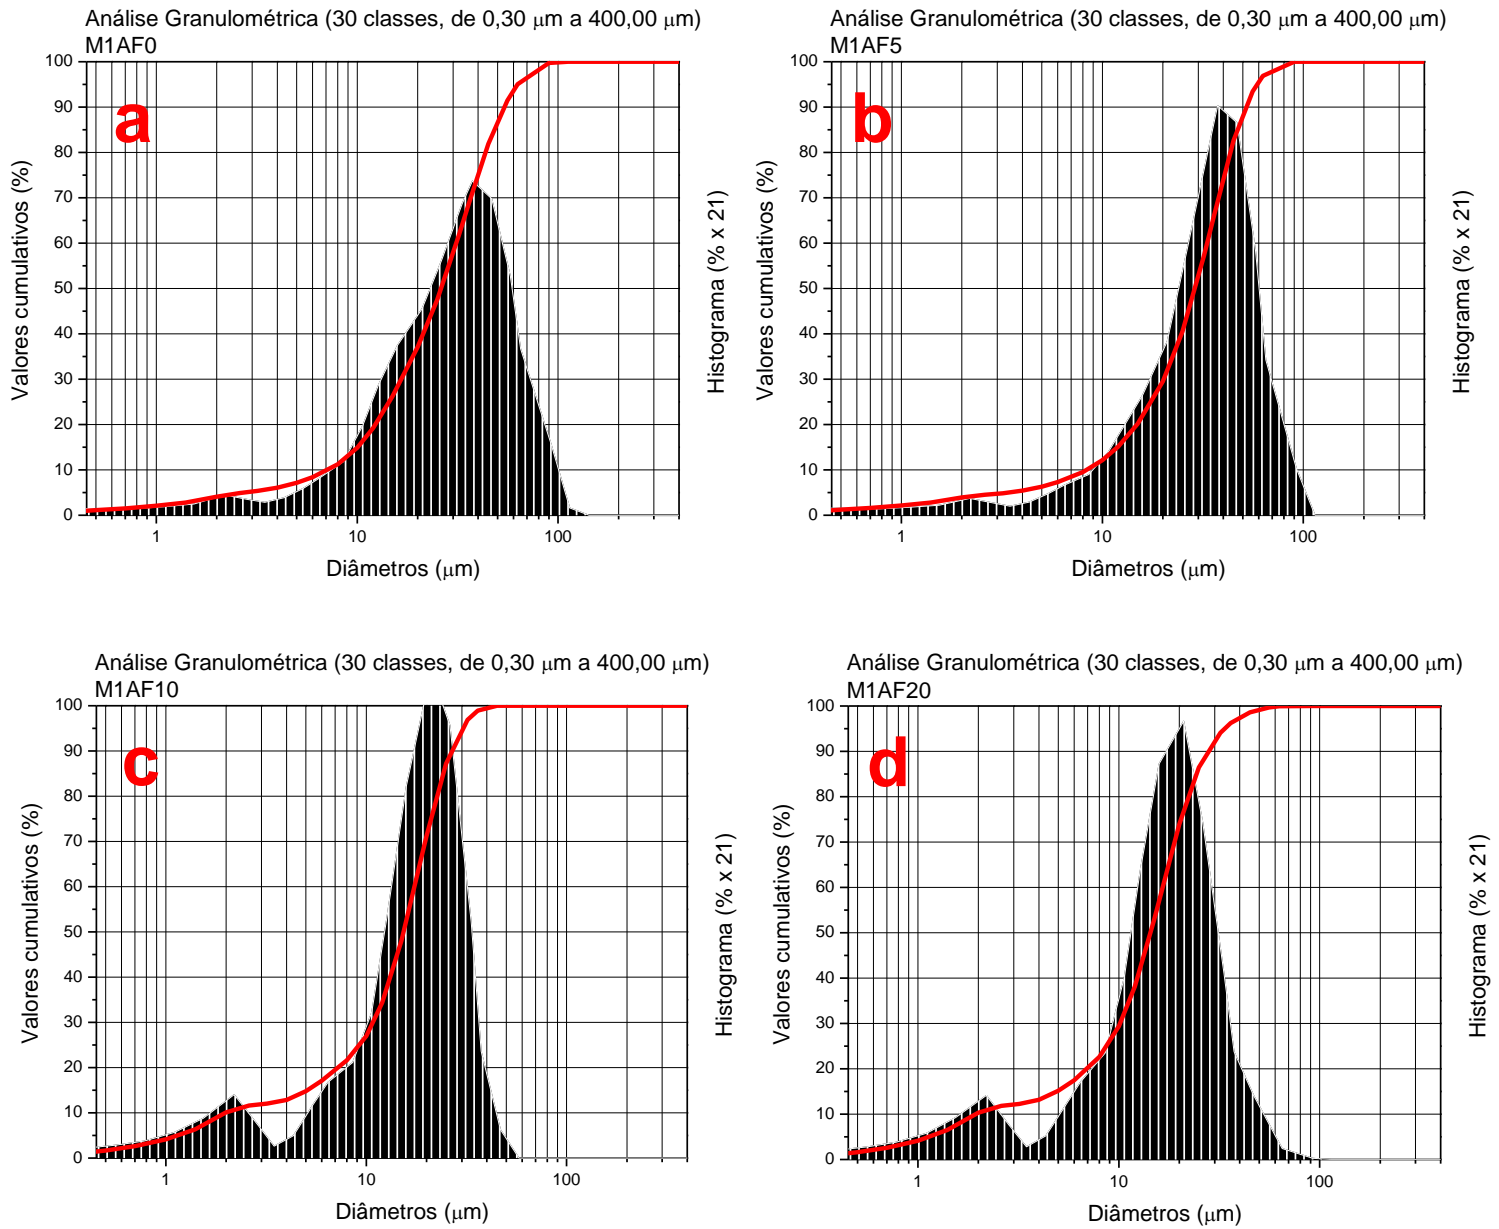 Análise Granulométrica (30 classes, de 0,30 μm a 400,00 μm)
M1AF0
a
100
90
80
70
60
50
40
30
20
10
0
Valores cumulativos (%)
Histograma (% x 21)
1 10 100
Diâmetros (μm)
Análise Granulométrica (30 classes, de 0,30 μm a 400,00 μm)
M1AF5
b
100
90
80
70
60
50
40
30
20
10
0
Valores cumulativos (%)
Histograma (% x 21)
1 10 100
Diâmetros (μm)
Análise Granulométrica (30 classes, de 0,30 μm a 400,00 μm)
M1AF10
c
100
90
80
70
60
50
40
30
20
10
0
Valores cumulativos (%)
Histograma (% x 21)
1 10 100
Diâmetros (μm)
Análise Granulométrica (30 classes, de 0,30 μm a 400,00 μm)
M1AF20
d
100
90
80
70
60
50
40
30
20
10
0
Valores cumulativos (%)
Histograma (% x 21)
1 10 100
Diâmetros (μm)